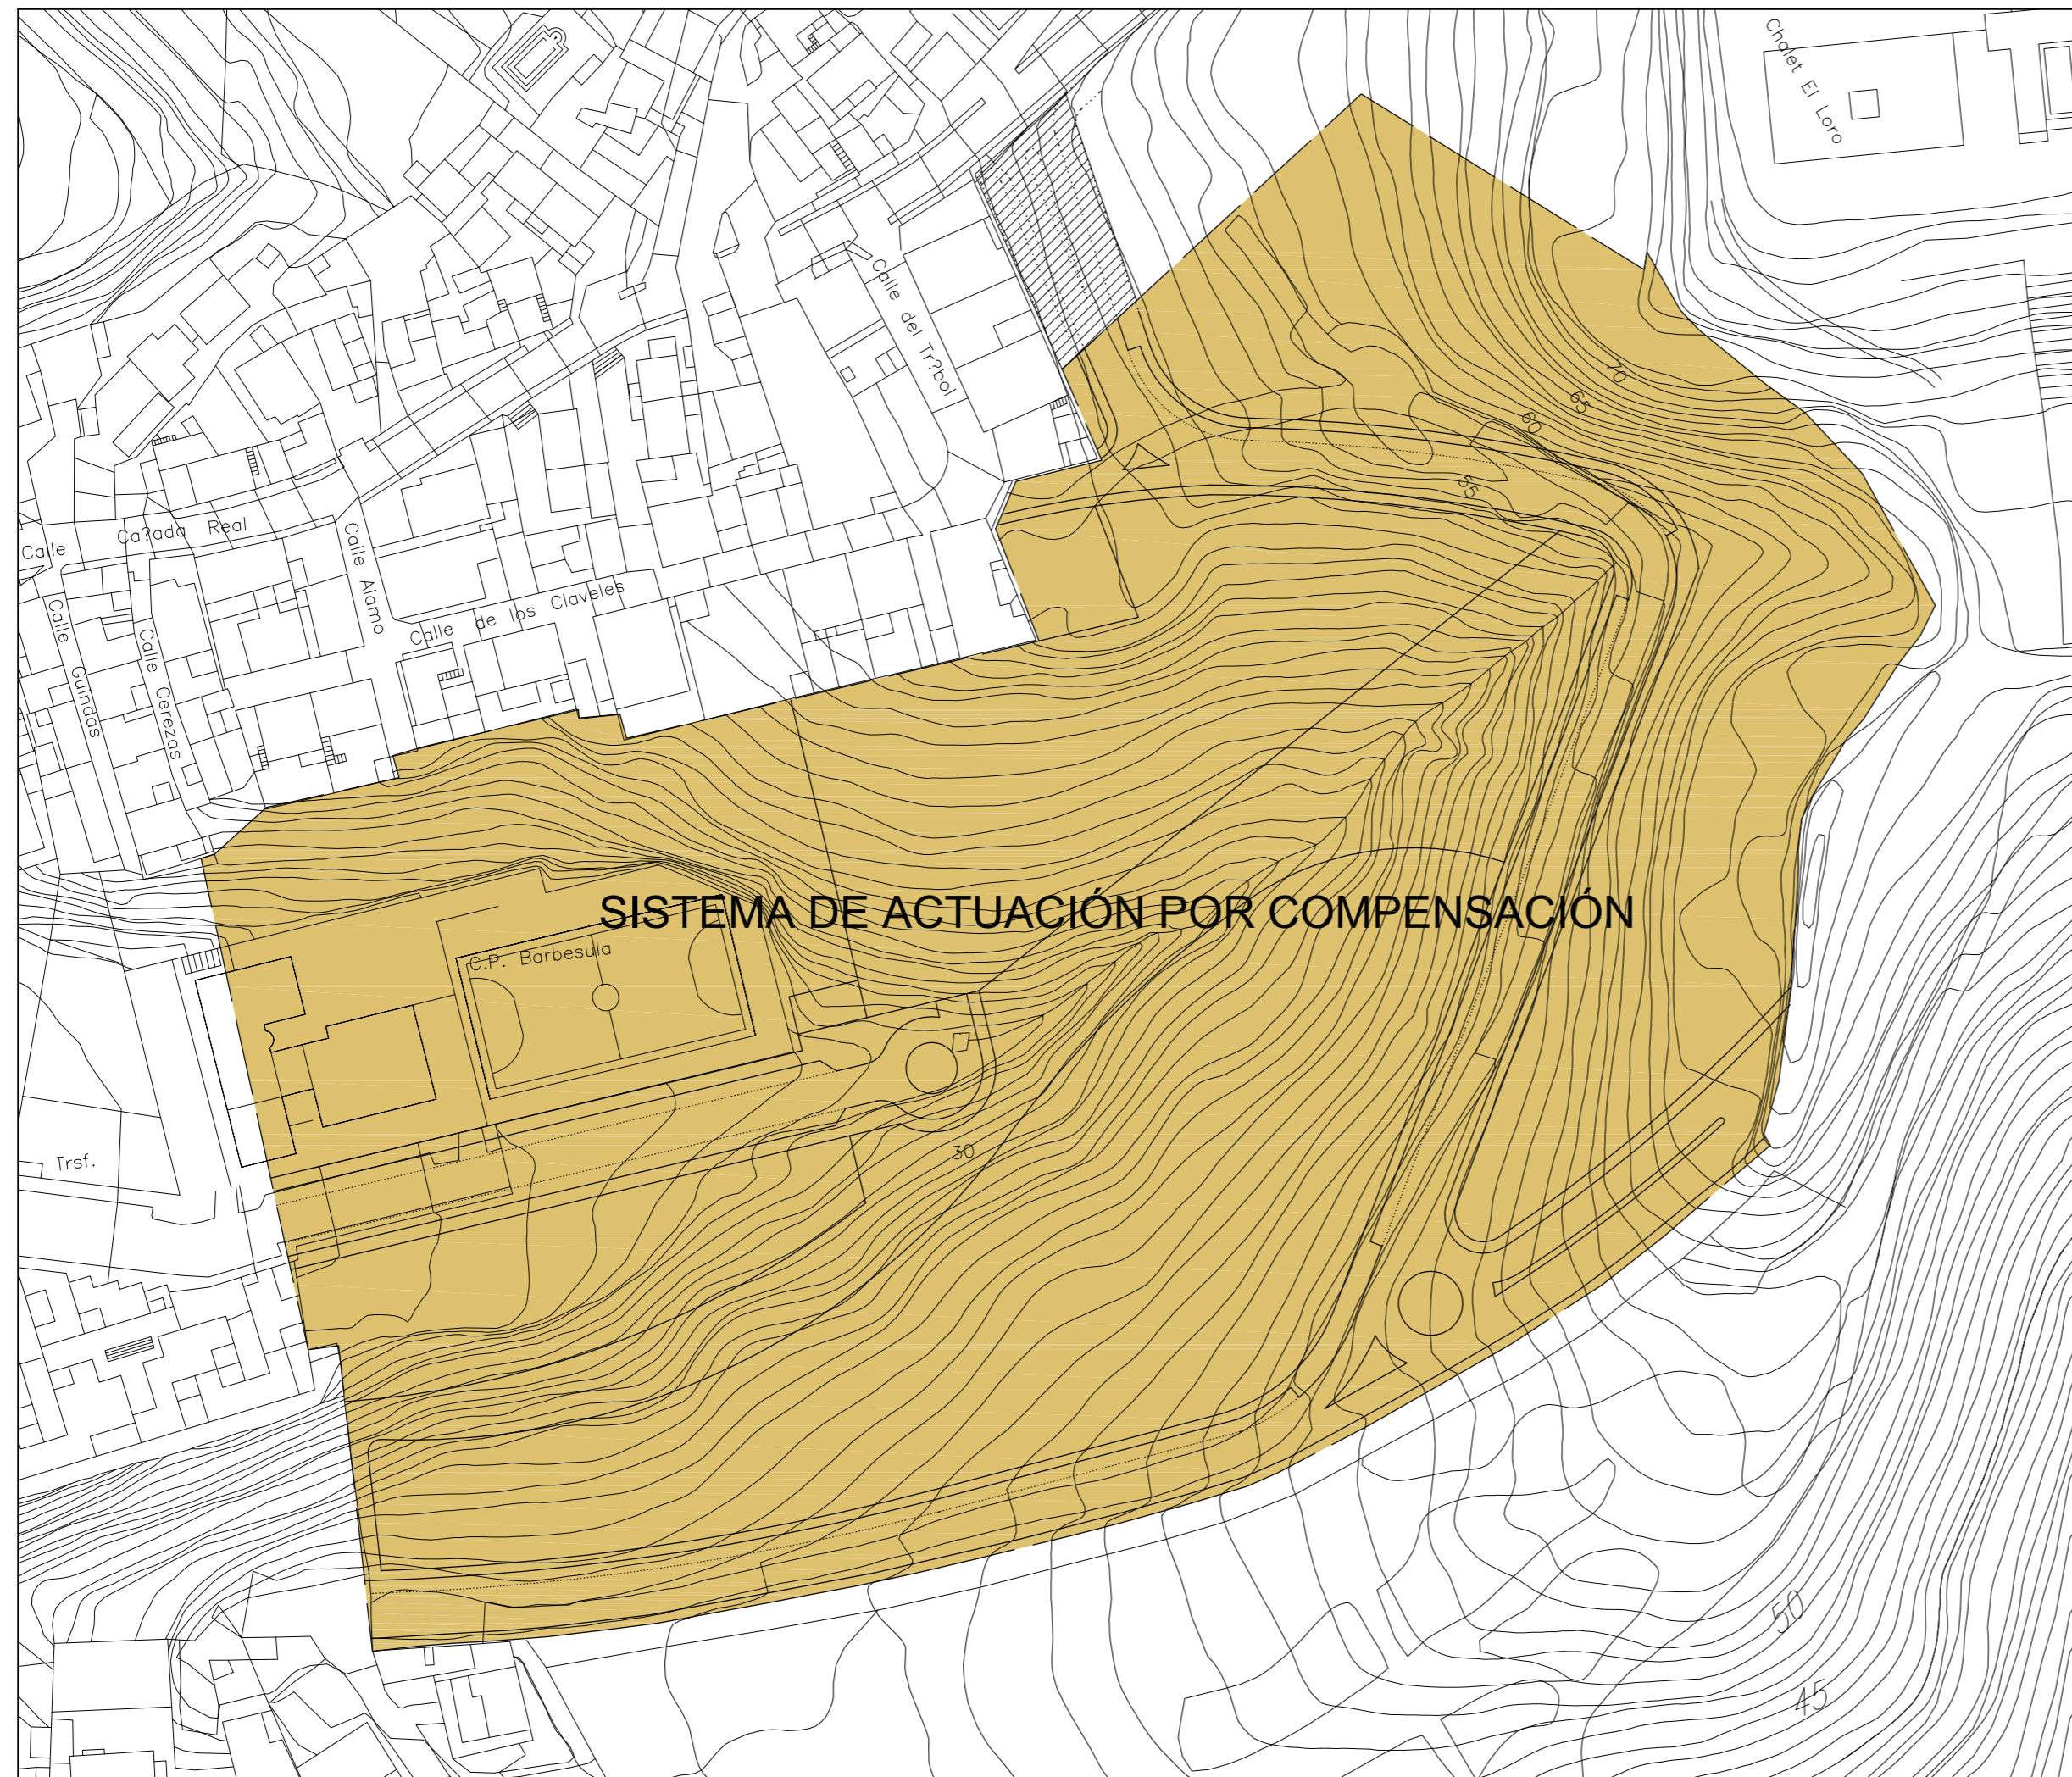 Chalet El Loro
Calle del Tr?bol
70
65
60
55
Calle
Ca?ada Real
Calle Alamo
Calle de los Claveles
Calle Guindas
Calle Cerezas
SISTEMA DE ACTUACIÓN POR COMPENSACIÓN
C.P. Barbesula
30
Trsf.
50
45